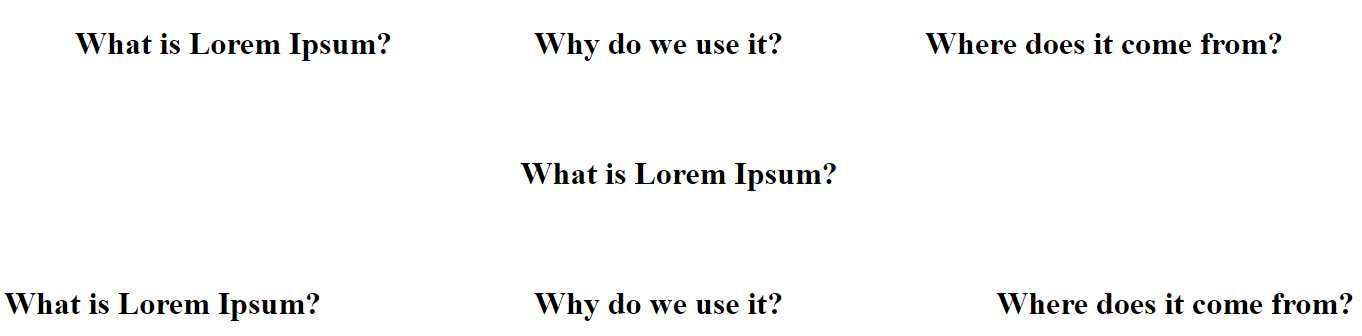 What is Lorem Ipsum? Why do we use it? Where does it come from?
What is Lorem Ipsum?
What is Lorem Ipsum? Why do we use it? Where does it come from?